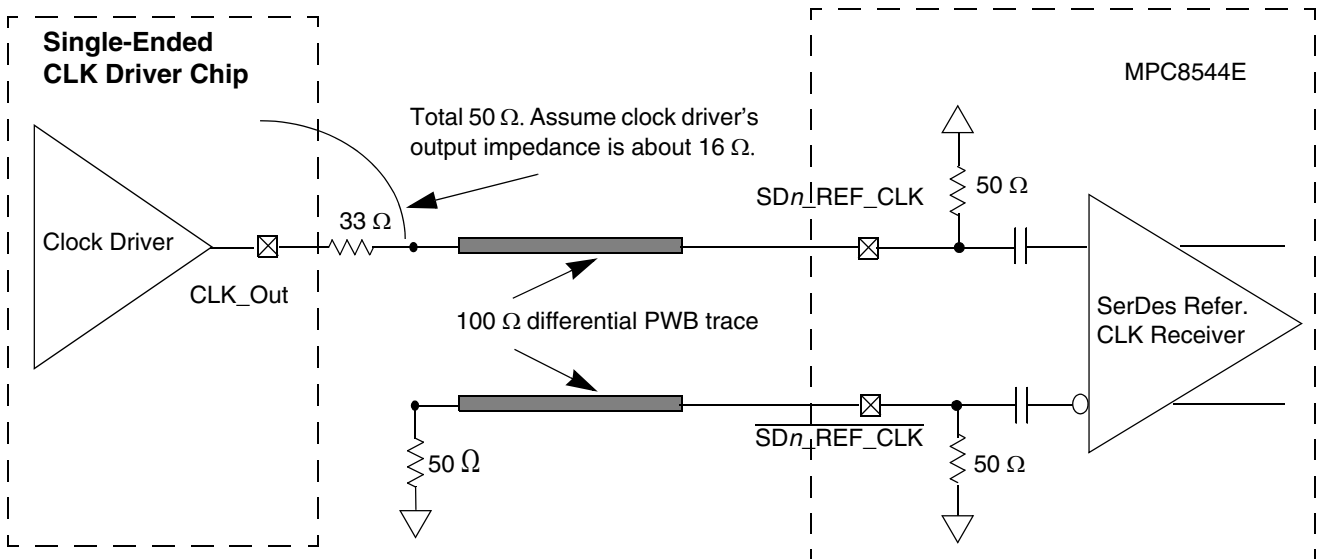 Single-Ended
CLK Driver Chip
MPC8544E
Total 50 Ω. Assume clock driver's
output impedance is about 16 Ω.
SDn_REF_CLK
50 Ω
33 Ω
Clock Driver
CLK_Out
100 Ω differential PWB trace
SerDes Refer.
CLK Receiver
SDn_REF_CLK
50 Ω
50 Ω